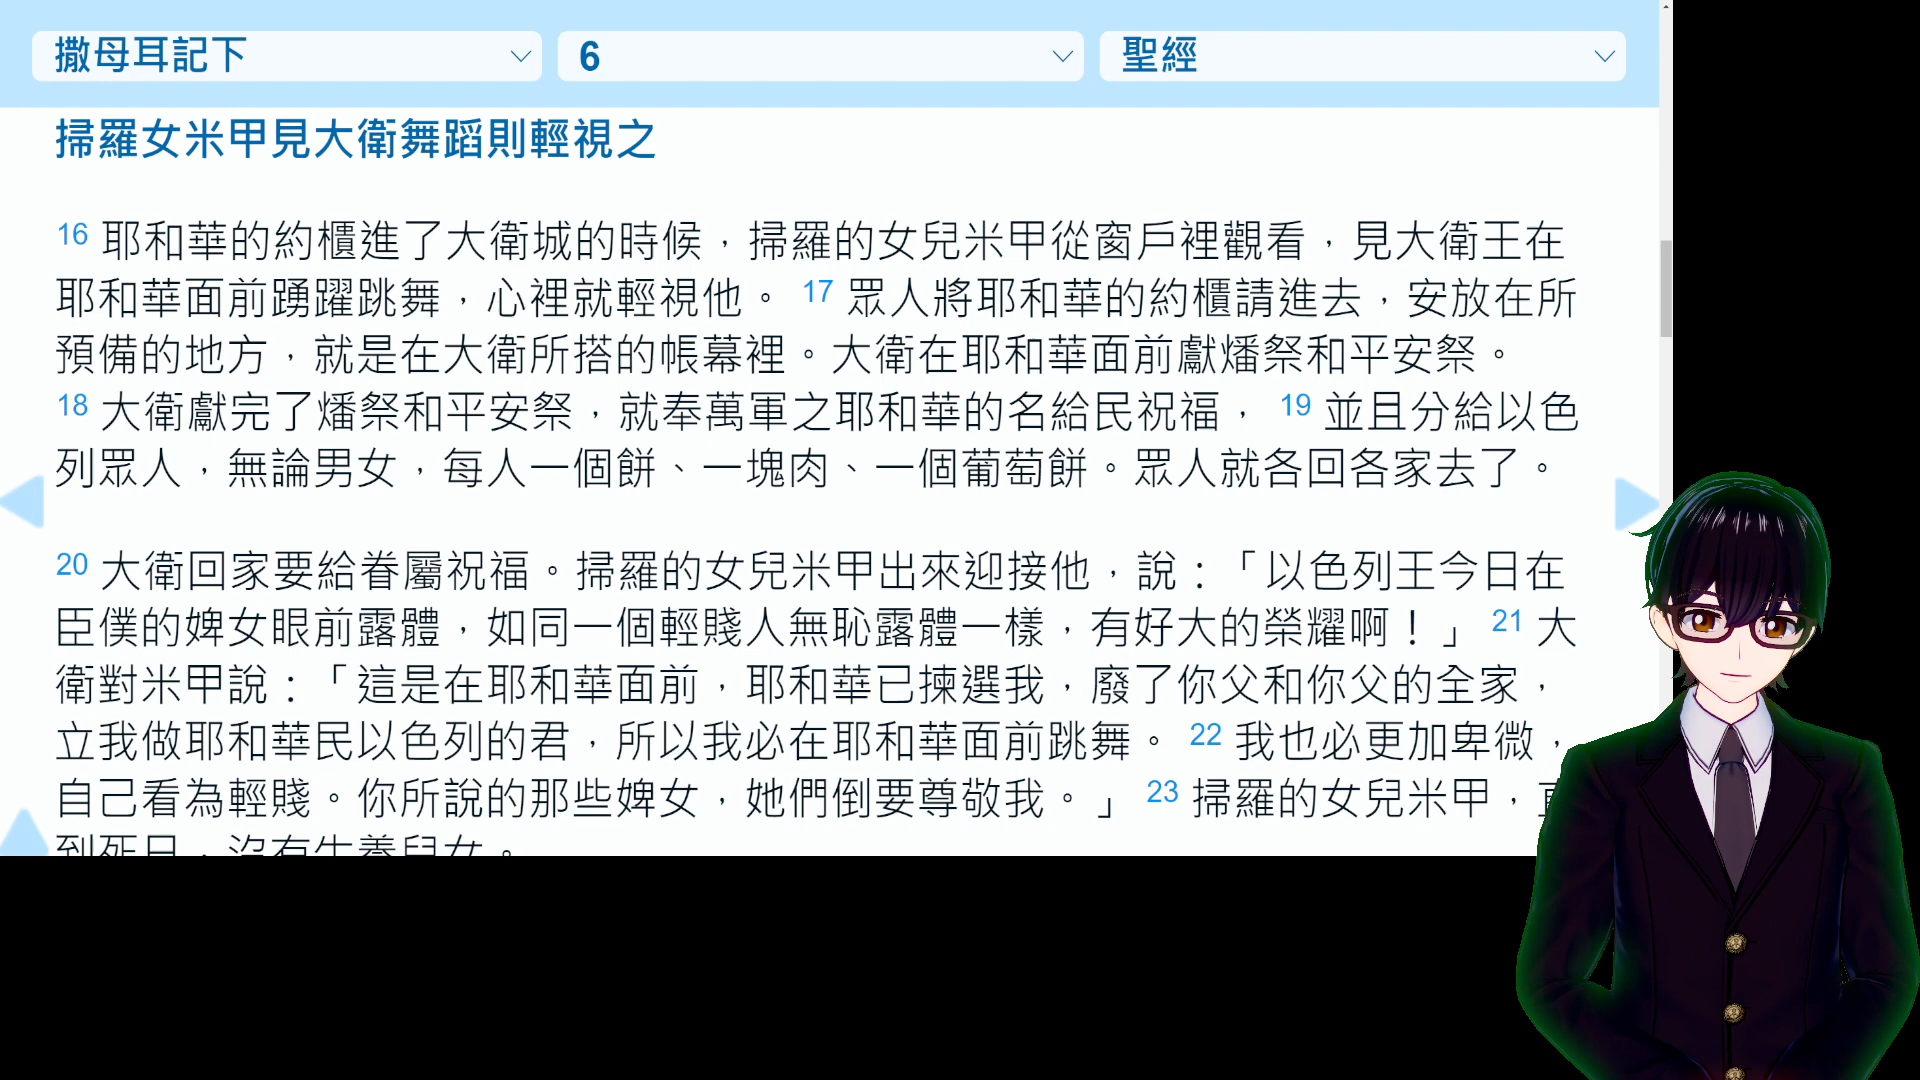 撒母耳記下
6
聖經
掃羅女米甲見大衛舞蹈則輕視之
16 耶和華的約櫃進了大衛城的時候，掃羅的女兒米甲從窗戶裡觀看，見大衛王在
耶和華面前踴躍跳舞，心裡就輕視他。 17 眾人將耶和華的約櫃請進去，安放在所
預備的地方，就是在大衛所搭的帳幕裡。大衛在耶和華面前獻燔祭和平安祭。
18 大衛獻完了燔祭和平安祭，就奉萬軍之耶和華的名給民祝福， 19 並且分給以色
列眾人，無論男女，每人一個餅、一塊肉、一個葡萄餅。眾人就各回各家去了。
20 大衛回家要給眷屬祝福。掃羅的女兒米甲出來迎接他，說：「以色列王今日在
臣僕的婢女眼前露體，如同一個輕賤人無恥露體一樣，有好大的榮耀啊！」 21 大
衛對米甲說：「這是在耶和華面前，耶和華已揀選我，廢了你父和你父的全家，
立我做耶和華民以色列的君，所以我必在耶和華面前跳舞。 22 我也必更加卑微，
自己看為輕賤。你所說的那些婢女，她們倒要尊敬我。」 23 掃羅的女兒米甲，直
到死日，沒有生養兒女。